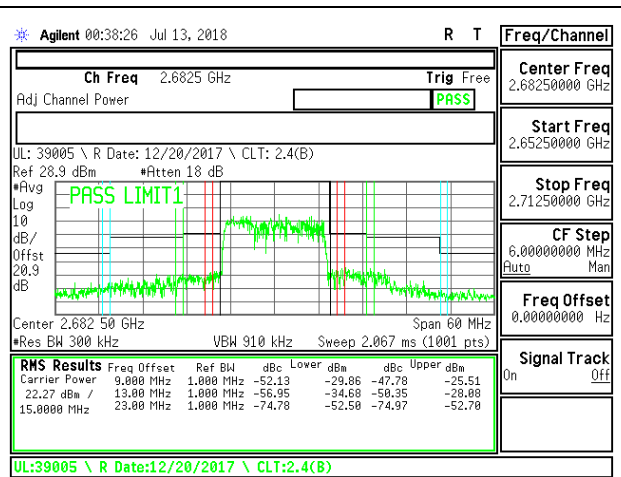 Agilent 00:38:26 Jul 13, 2018 R T
Freq/Channel
Ch Freq 2.6825 GHz Trig Free
Adj Channel Power PASS
UL: 39005 \ R Date: 12/20/2017 \ CLT: 2.4(B)
Ref 28.9 dBm #Atten 18 dB
#Avg
Log
10
dB/
Offst
20.9
dB
PASS LIMIT1
Center 2.682 50 GHz Span 60 MHz
#Res BW 300 kHz VBW 910 kHz Sweep 2.067 ms (1001 pts)
RMS Results Freq Offset Ref BW dBc Lower dBm dBc Upper dBm
Carrier Power 9.000 MHz 1.000 MHz -52.13 -29.86 -47.78 -25.51
22.27 dBm / 13.00 MHz 1.000 MHz -56.95 -34.68 -50.35 -28.08
15.0000 MHz 23.00 MHz 1.000 MHz -74.78 -52.50 -74.97 -52.70
UL:39005 \ R Date:12/20/2017 \ CLT:2.4(B)
Center Freq
2.68250000 GHz
Start Freq
2.65250000 GHz
Stop Freq
2.71250000 GHz
CF Step
6.00000000 MHz
Auto Man
Freq Offset
0.00000000 Hz
Signal Track
On Off